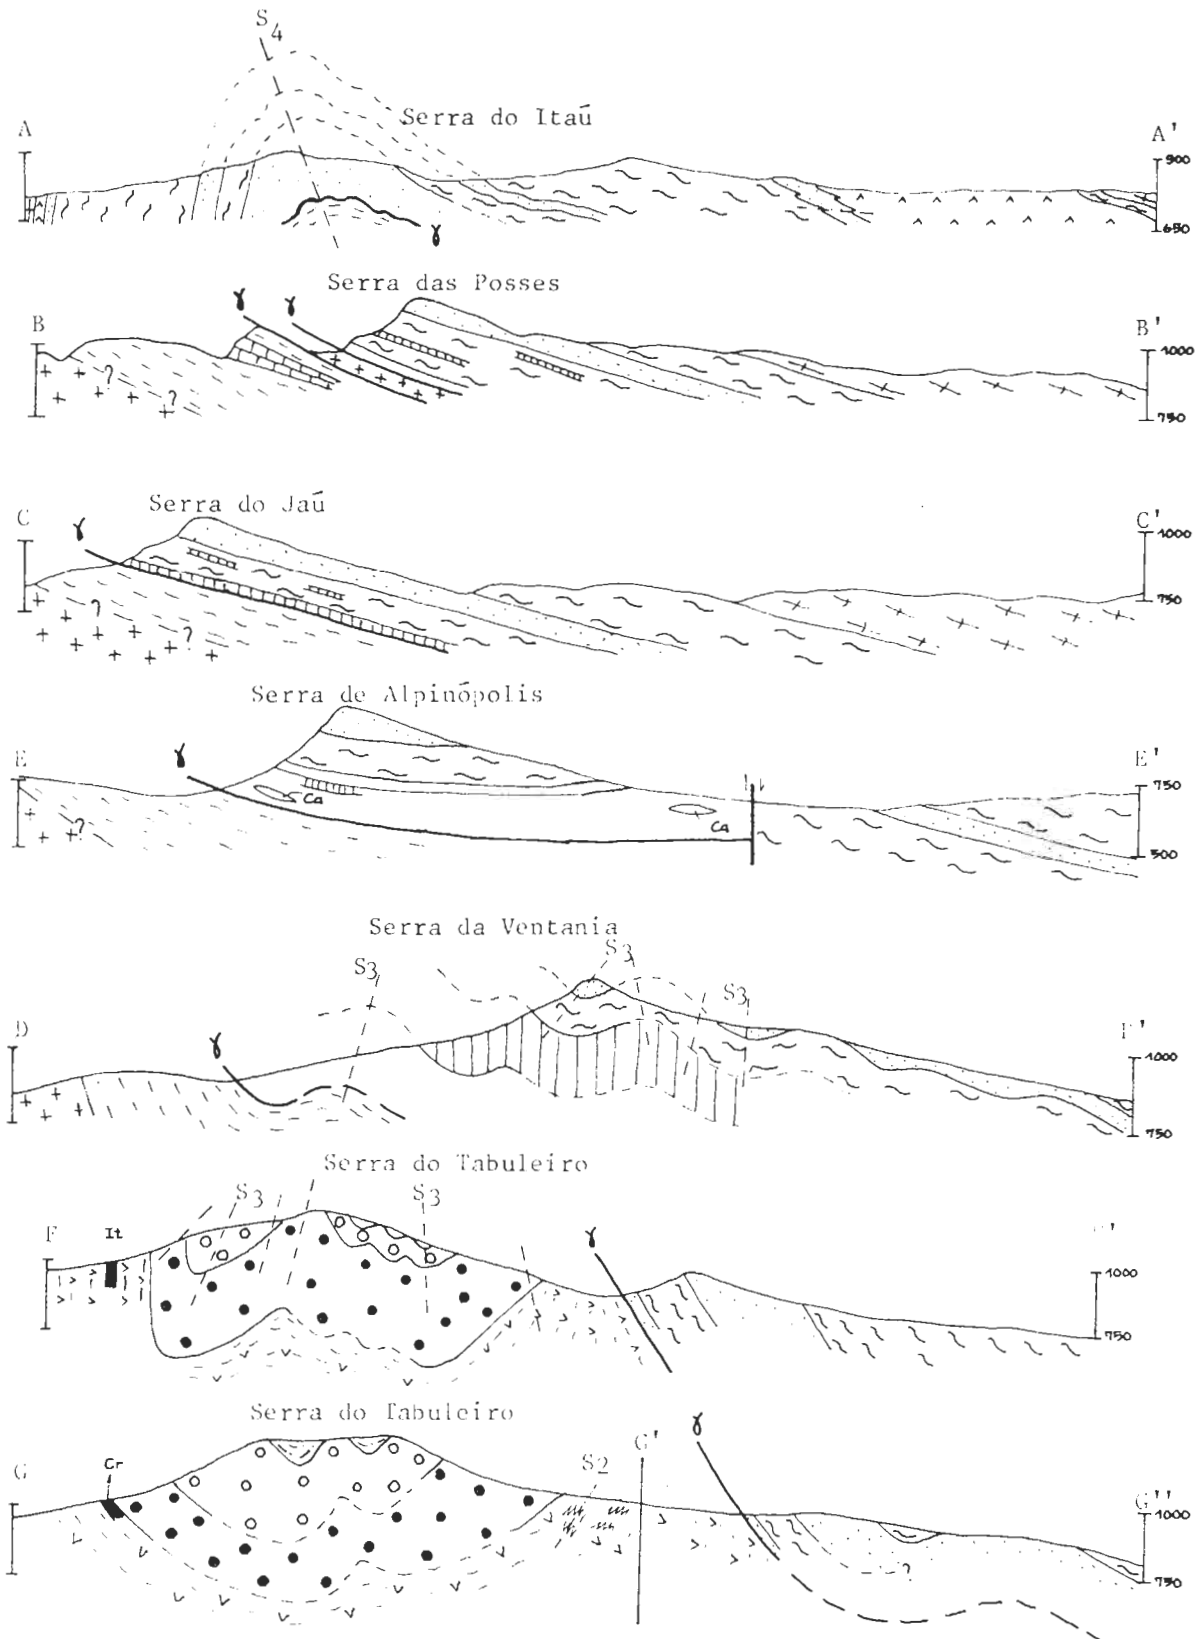 S4
Serra do Itaú
A A'
900
650
γ
Serra das Posses
γ γ
B B'
1000
? ?
750
Serra do Jaú
C γ C'
1000
? 750
?
Serra de Alpinópolis
E γ E'
750
Ca
? Ca
500
Serra da Ventania
S3 S3
S3
D
γ 1000
750
Serra do Tabuleiro
S3 S3
F It
γ
1000
750
Serra do Tabuleiro
γ
G Cr S2 G' G''
1000
?
750